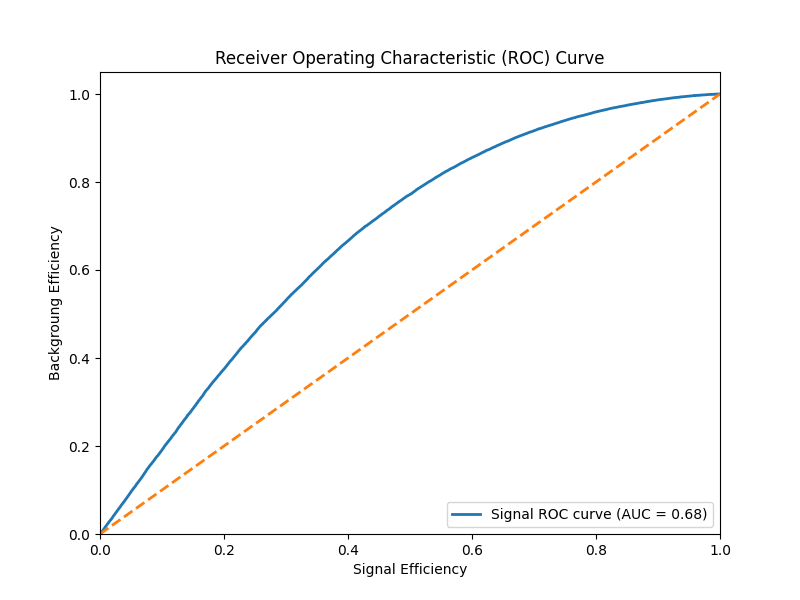 Receiver Operating Characteristic (ROC) Curve
1.0
0.8
0.6
0.4
0.2
0.0
Backgroung Efficiency
Signal ROC curve (AUC = 0.68)
0.0 0.2 0.4 0.6 0.8 1.0
Signal Efficiency